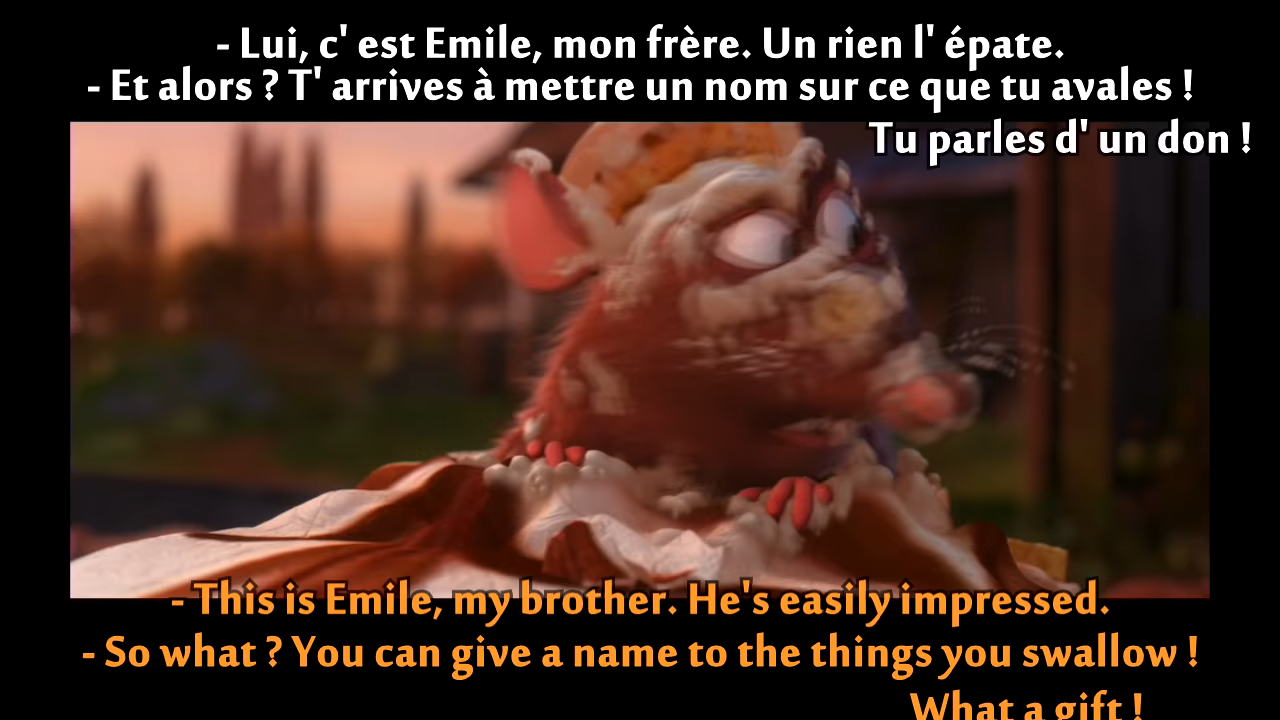 - Lui, c' est Emile, mon frère. Un rien l' épate.
- Et alors ? T' arrives à mettre un nom sur ce que tu avales !
Tu parles d' un don !
- This is Emile, my brother. He's easily impressed.
- So what ? You can give a name to the things you swallow !
What a gift !